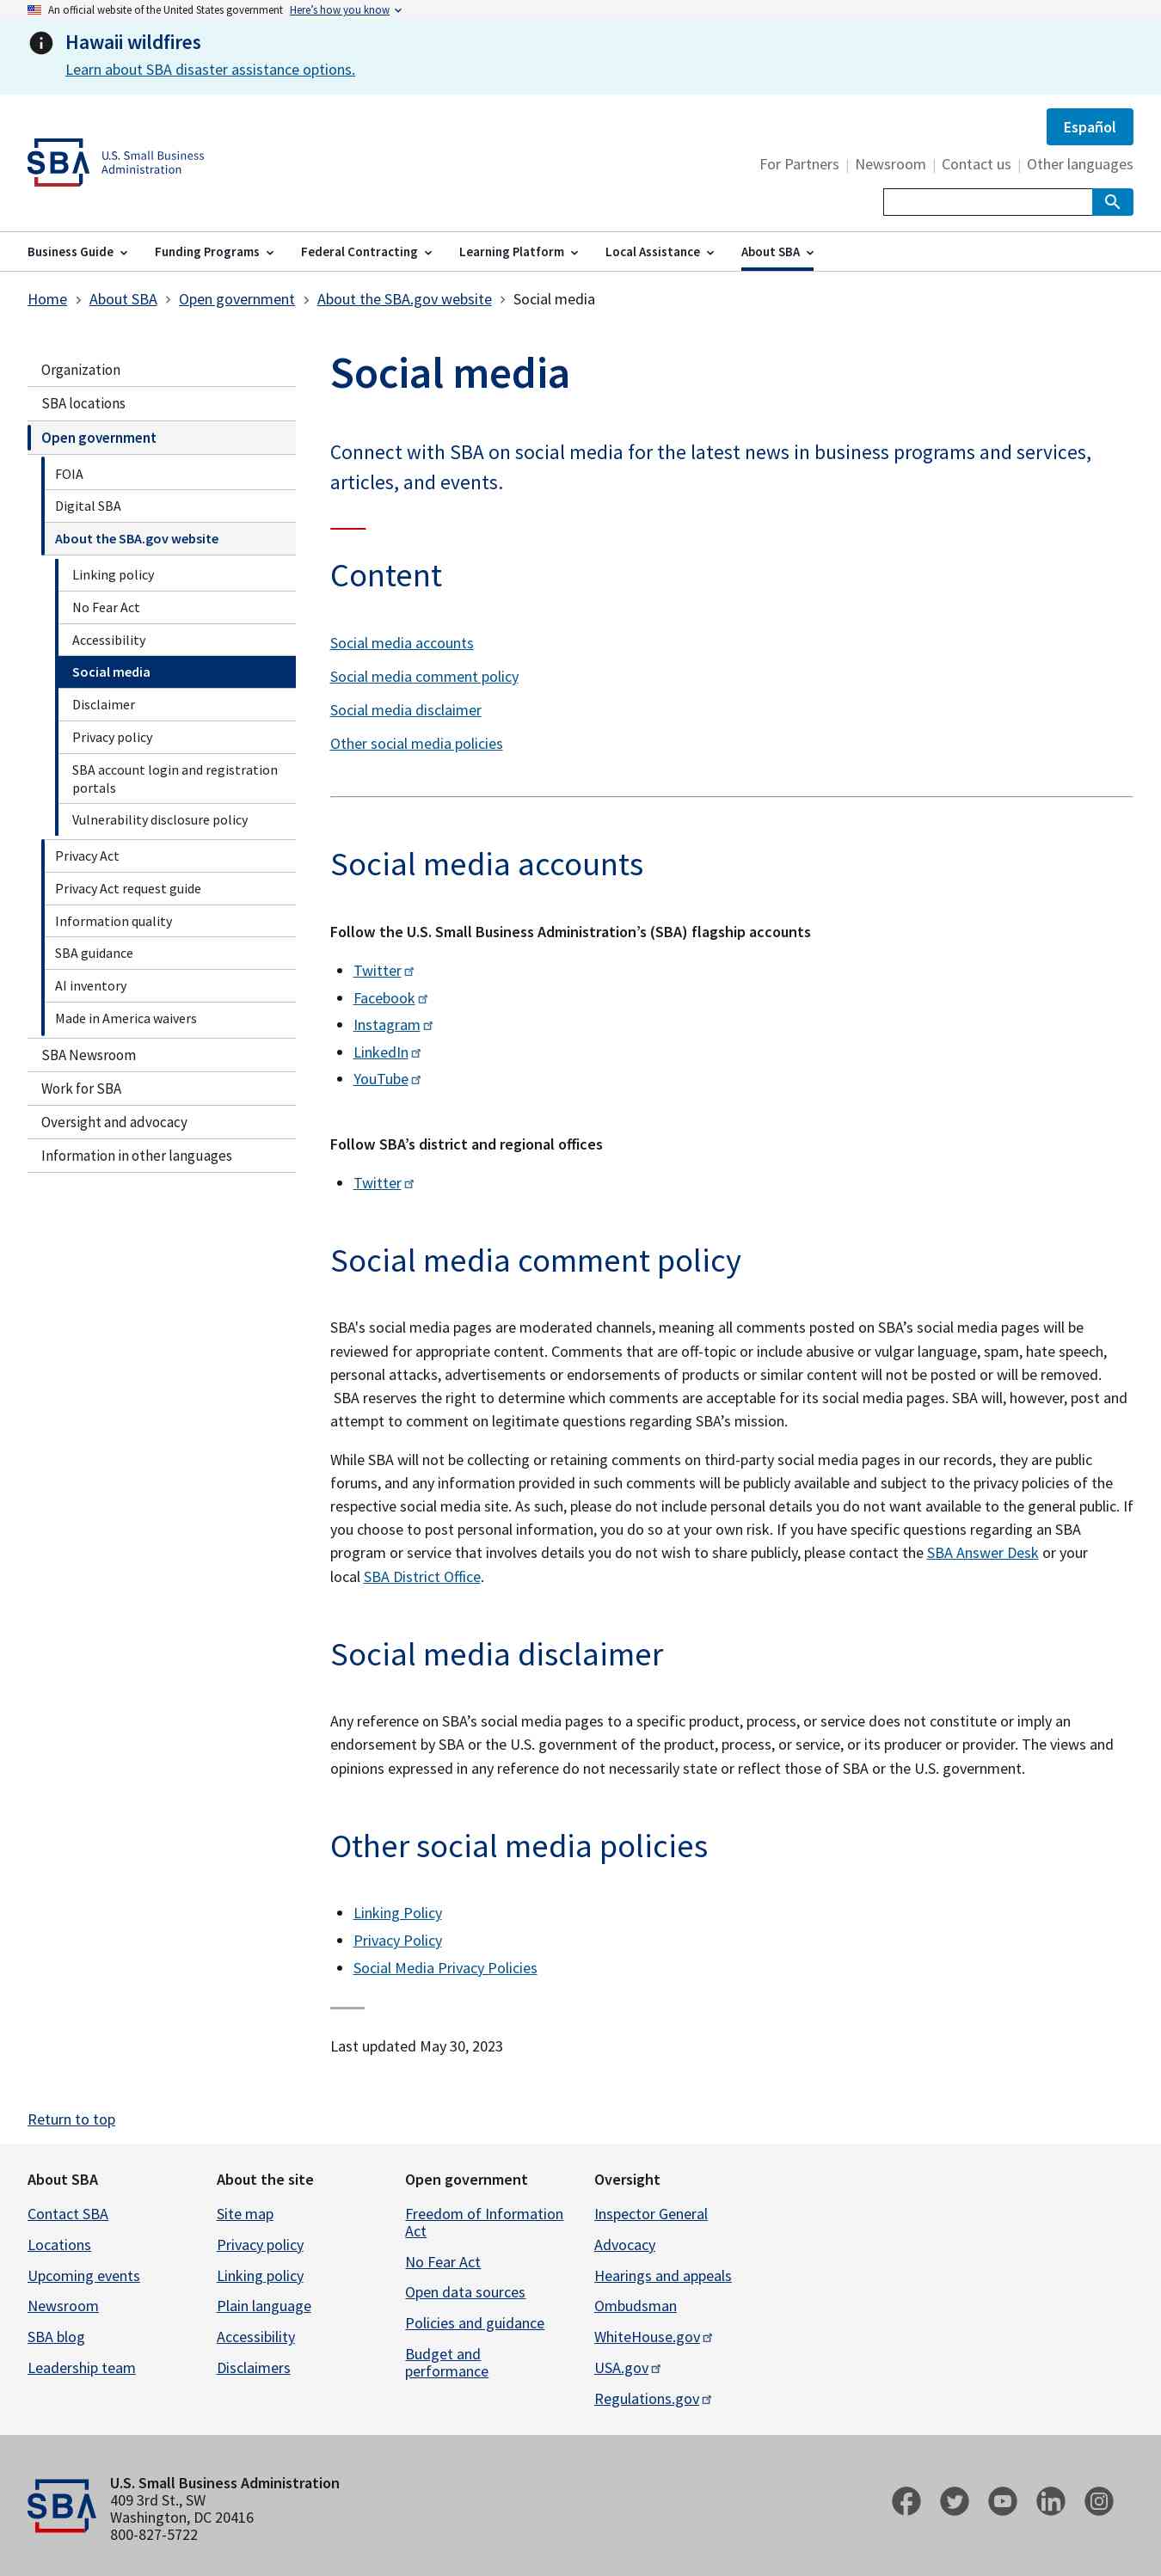 An official website of the United States government Here's how you know
Hawaii wildfires
Learn about SBA disaster assistance options.
Español
SBA U.S. Small Business
Administration
For Partners | Newsroom | Contact us | Other languages
Business Guide Funding Programs Federal Contracting Learning Platform Local Assistance About SBA
Home > About SBA > Open government > About the SBA.gov website > Social media
Organization
SBA locations
Open government
FOIA
Digital SBA
About the SBA.gov website
Linking policy
No Fear Act
Accessibility
Social media
Disclaimer
Privacy policy
SBA account login and registration
portals
Vulnerability disclosure policy
Privacy Act
Privacy Act request guide
Information quality
SBA guidance
AI inventory
Made in America waivers
SBA Newsroom
Work for SBA
Oversight and advocacy
Information in other languages
Social media
Connect with SBA on social media for the latest news in business programs and services,
articles, and events.
Content
Social media accounts
Social media comment policy
Social media disclaimer
Other social media policies
Social media accounts
Follow the U.S. Small Business Administration’s (SBA) flagship accounts
• Twitter
• Facebook
• Instagram
• LinkedIn
• YouTube
Follow SBA’s district and regional offices
• Twitter
Social media comment policy
SBA's social media pages are moderated channels, meaning all comments posted on SBA’s social media pages will be
reviewed for appropriate content. Comments that are off-topic or include abusive or vulgar language, spam, hate speech,
personal attacks, advertisements or endorsements of products or similar content will not be posted or will be removed.
SBA reserves the right to determine which comments are acceptable for its social media pages. SBA will, however, post and
attempt to comment on legitimate questions regarding SBA’s mission.
While SBA will not be collecting or retaining comments on third-party social media pages in our records, they are public
forums, and any information provided in such comments will be publicly available and subject to the privacy policies of the
respective social media site. As such, please do not include personal details you do not want available to the general public. If
you choose to post personal information, you do so at your own risk. If you have specific questions regarding an SBA
program or service that involves details you do not wish to share publicly, please contact the SBA Answer Desk or your
local SBA District Office.
Social media disclaimer
Any reference on SBA’s social media pages to a specific product, process, or service does not constitute or imply an
endorsement by SBA or the U.S. government of the product, process, or service, or its producer or provider. The views and
opinions expressed in any reference do not necessarily state or reflect those of SBA or the U.S. government.
Other social media policies
• Linking Policy
• Privacy Policy
• Social Media Privacy Policies
Last updated May 30, 2023
Return to top
About SBA
Contact SBA
Locations
Upcoming events
Newsroom
SBA blog
Leadership team
About the site
Site map
Privacy policy
Linking policy
Plain language
Accessibility
Disclaimers
Open government
Freedom of Information
Act
No Fear Act
Open data sources
Policies and guidance
Budget and
performance
Oversight
Inspector General
Advocacy
Hearings and appeals
Ombudsman
WhiteHouse.gov
USA.gov
Regulations.gov
SBA
U.S. Small Business Administration
409 3rd St., SW
Washington, DC 20416
800-827-5722